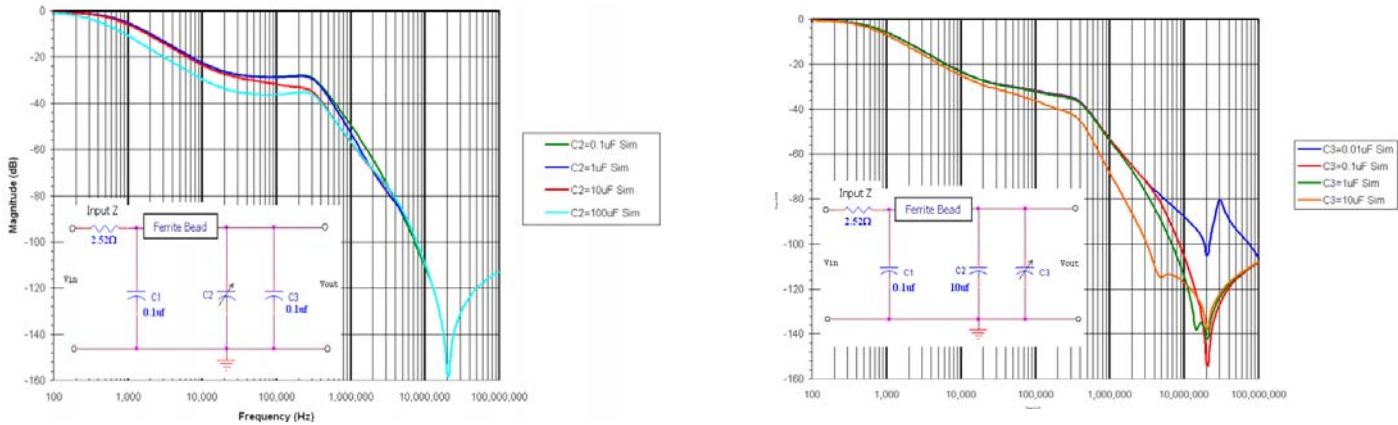 0
-20
-40
-60
-80
-100
-120
-140
-160
Magnitude (dB)
100 1,000 10,000 100,000 1,000,000 10,000,000 100,000,000
Frequency (Hz)
C2=0.1uF Sim
C2=1uF Sim
C2=10uF Sim
C2=100uF Sim
Input Z
Ferrite Bead
2.52Ω
Vin
C1
0.1uf
C2
C3
0.1uf
Vout
0
-20
-40
-60
-80
-100
-120
-140
-160
100 1,000 10,000 100,000 1,000,000 10,000,000 100,000,000
C3=0.01uF Sim
C3=0.1uF Sim
C3=1uF Sim
C3=10uF Sim
Input Z
Ferrite Bead
2.52Ω
Vin
C1
0.1uf
C2
10uf
C3
Vout